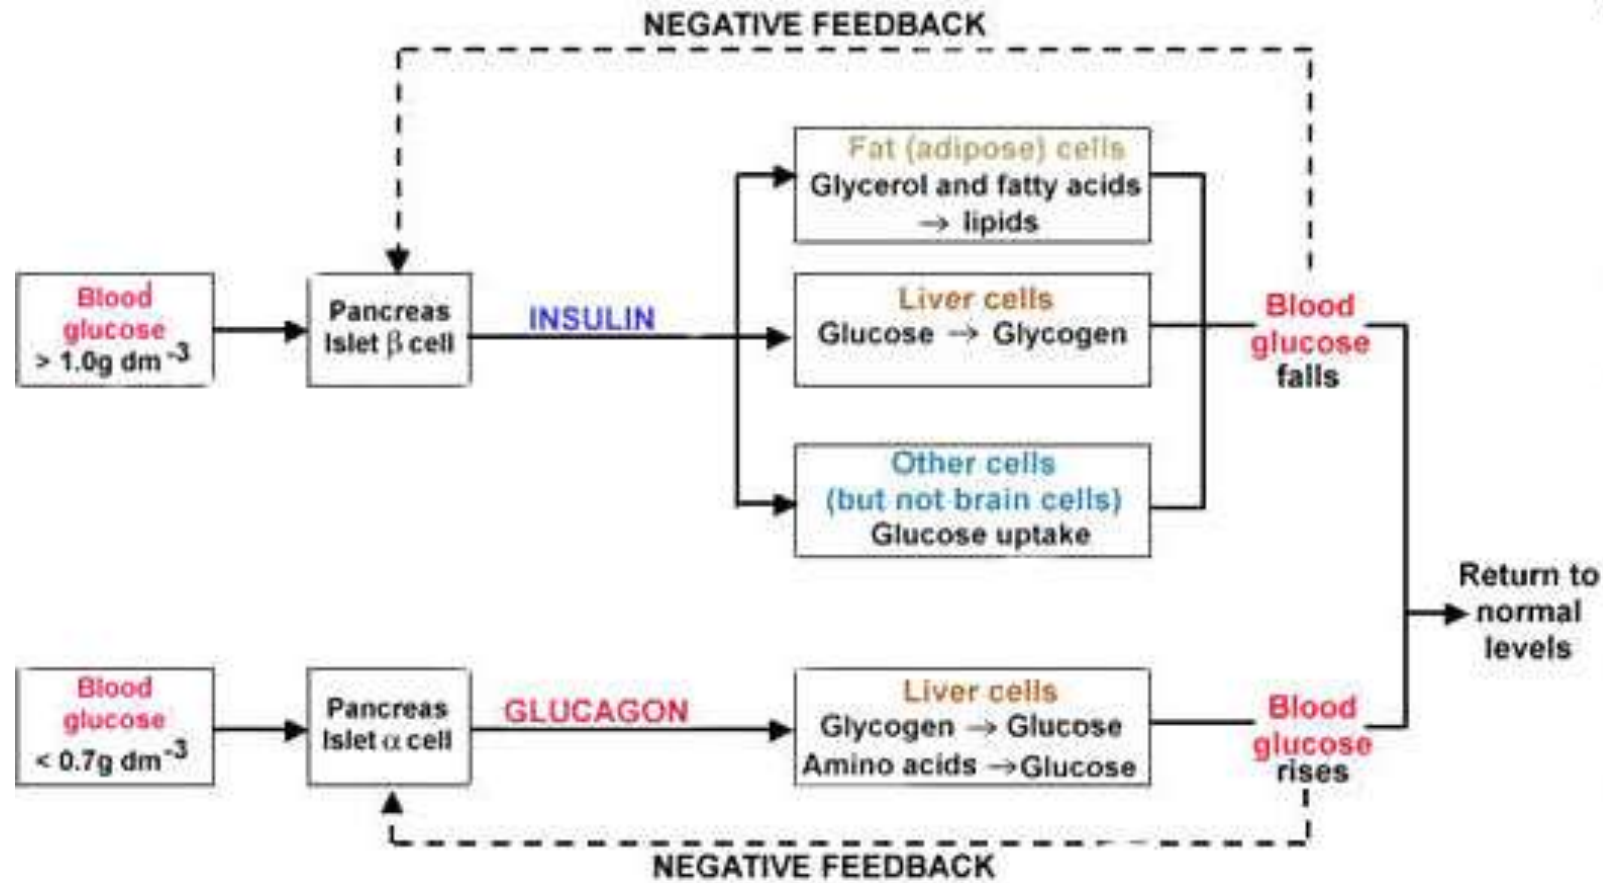 NEGATIVE FEEDBACK
Fat (adipose) cells
Glycerol and fatty acids
→ lipids
Blood
glucose
> 1.0g dm⁻³
Pancreas
Islet β cell
INSULIN
Liver cells
Glucose → Glycogen
Blood
glucose
falls
Other cells
(but not brain cells)
Glucose uptake
Return to
normal
levels
Blood
glucose
< 0.7g dm⁻³
Pancreas
Islet α cell
GLUCAGON
Liver cells
Glycogen → Glucose
Amino acids → Glucose
Blood
glucose
rises
NEGATIVE FEEDBACK